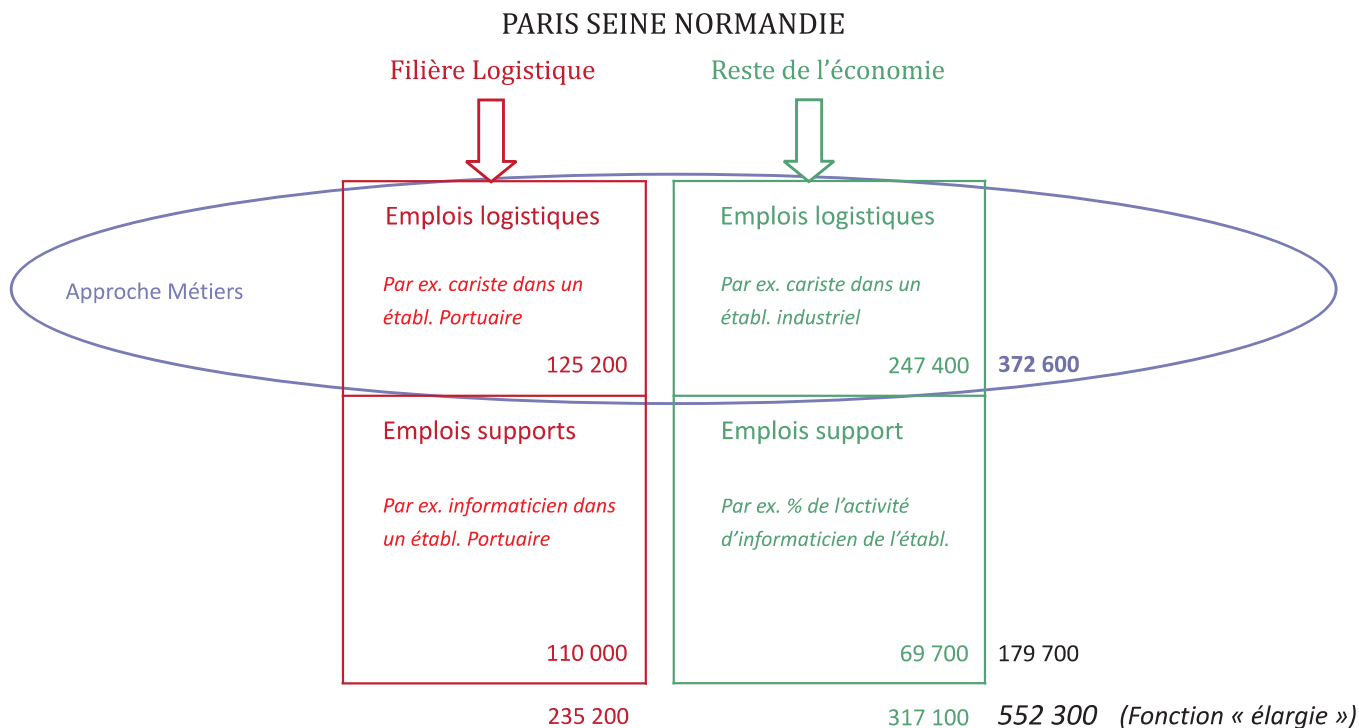 PARIS SEINE NORMANDIE
Filière Logistique
Reste de l’économie
Approche Métiers
Emplois logistiques
Par ex. cariste dans un
établ. Portuaire
125 200
Emplois logistiques
Par ex. cariste dans un
établ. industriel
247 400
372 600
Emplois supports
Par ex. informaticien dans
un établ. Portuaire
110 000
Emplois support
Par ex. % de l’activité
d’informaticien de l’établ.
69 700
179 700
235 200
317 100
552 300 (Fonction « élargie »)